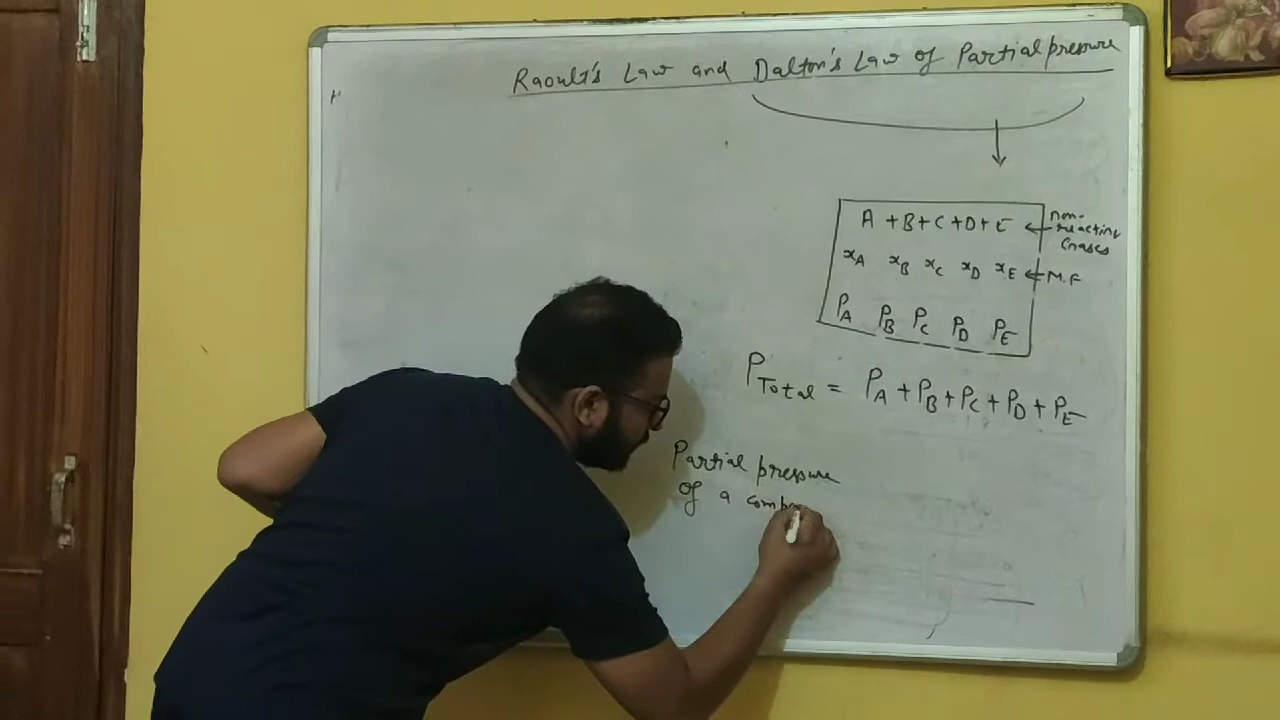 Raoult's Law and Dalton's Law of Partial pressure
A + B + C + D + E ← non-reacting Gases
xA xB xC xD xE ← M.F
PA PB PC PD PE
PTotal = PA + PB + PC + PD + PE
Partial pressure
of a comp